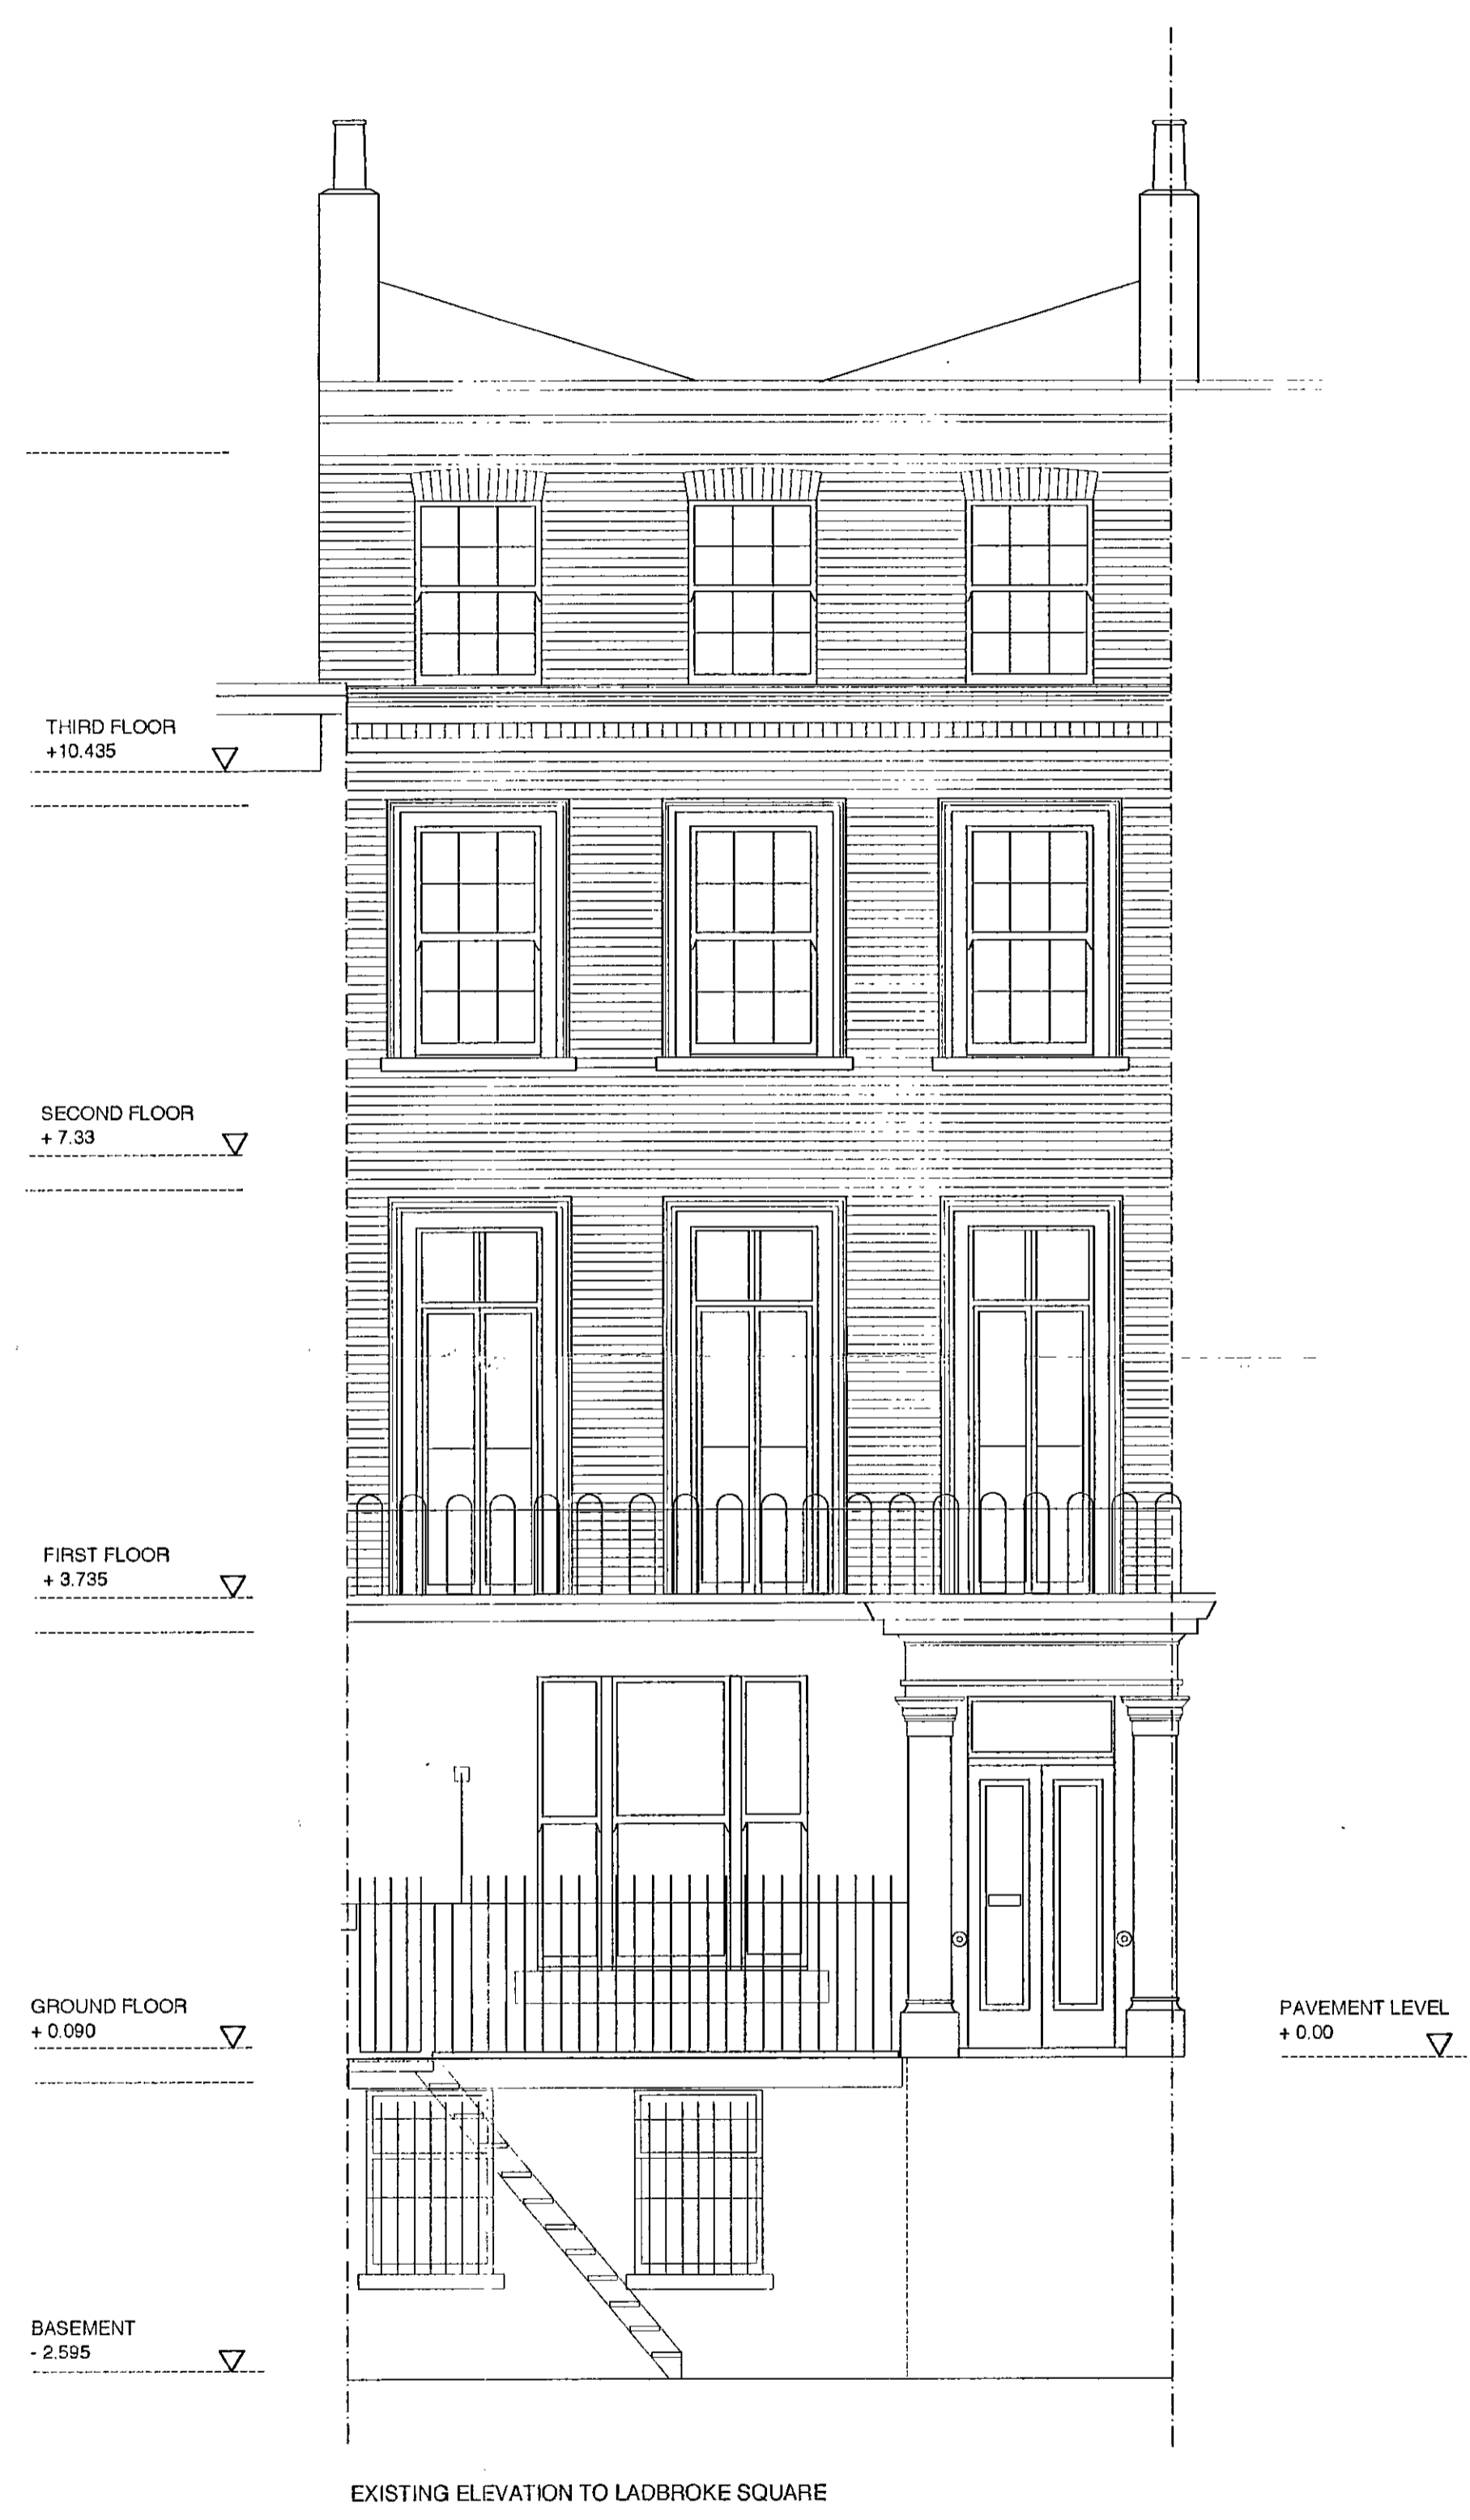 THIRD FLOOR
+10.435
SECOND FLOOR
+ 7.33
FIRST FLOOR
+ 3.735
GROUND FLOOR
+ 0.090
PAVEMENT LEVEL
+ 0.00
BASEMENT
- 2.595
EXISTING ELEVATION TO LADBROKE SQUARE